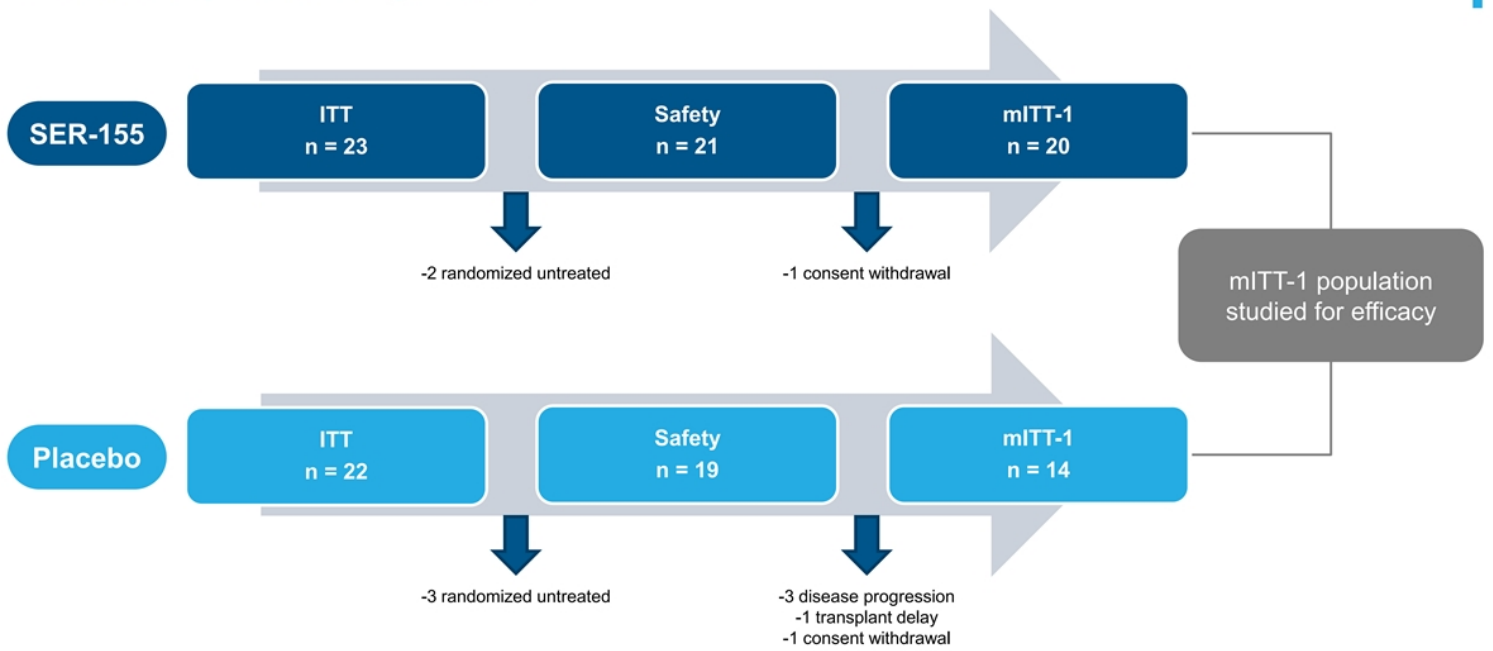 SER-155
ITT
n = 23
Safety
n = 21
mITT-1
n = 20
-2 randomized untreated
-1 consent withdrawal
mITT-1 population
studied for efficacy
Placebo
ITT
n = 22
Safety
n = 19
mITT-1
n = 14
-3 randomized untreated
-3 disease progression
-1 transplant delay
-1 consent withdrawal